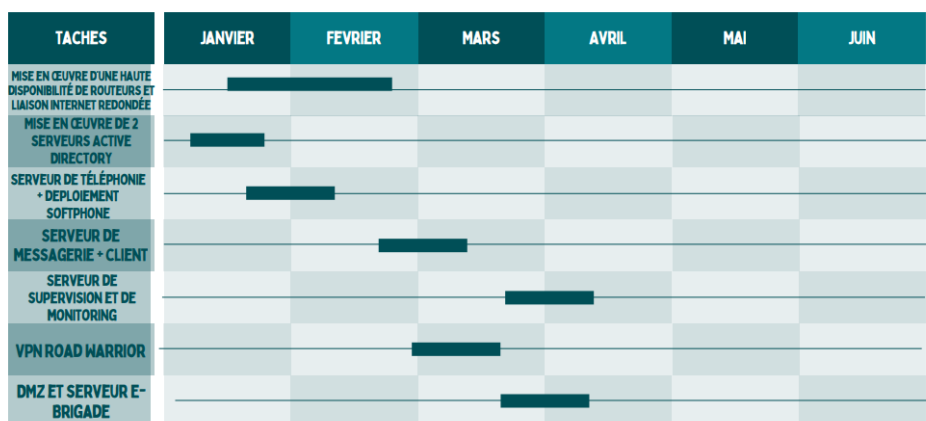 TACHES
JANVIER
FEVRIER
MARS
AVRIL
MAI
JUIN
MISE EN ŒUVRE D'UNE HAUTE
DISPONIBILITÉ DE ROUTEURS ET
LIAISON INTERNET REDONDÉE
MISE EN ŒUVRE DE 2
SERVEURS ACTIVE
DIRECTORY
SERVEUR DE TÉLÉPHONIE
+ DEPLOIEMENT
SOFTPHONE
SERVEUR DE
MESSAGERIE + CLIENT
SERVEUR DE
SUPERVISION ET DE
MONITORING
VPN ROAD WARRIOR
DMZ ET SERVEUR E-
BRIGADE